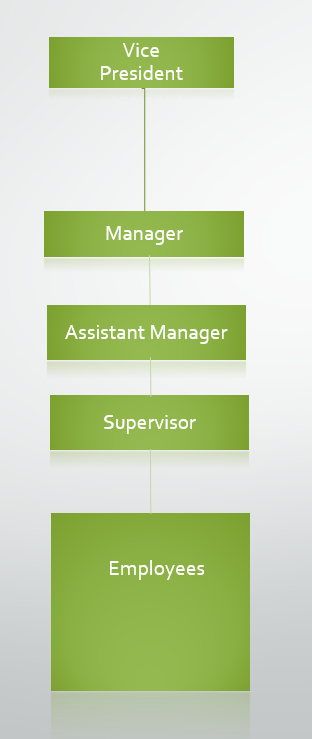 Vice
President
Manager
Assistant Manager
Supervisor
Employees